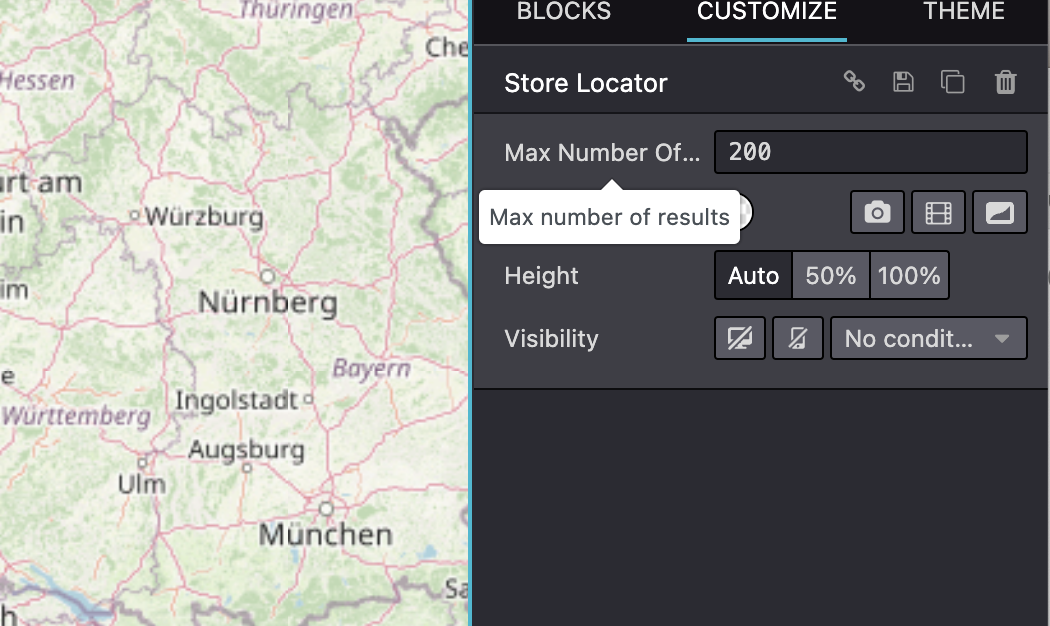 Thüringen
Che
Hessen
urt am
in
Würzburg
im
Nürnberg
e
Bayern
Ingolstadt
Württemberg
Augsburg
Ulm
München
Sa
h
BLOCKS CUSTOMIZE THEME
Store Locator
Max Number Of... 200
Max number of results
Height Auto 50% 100%
Visibility No condit...